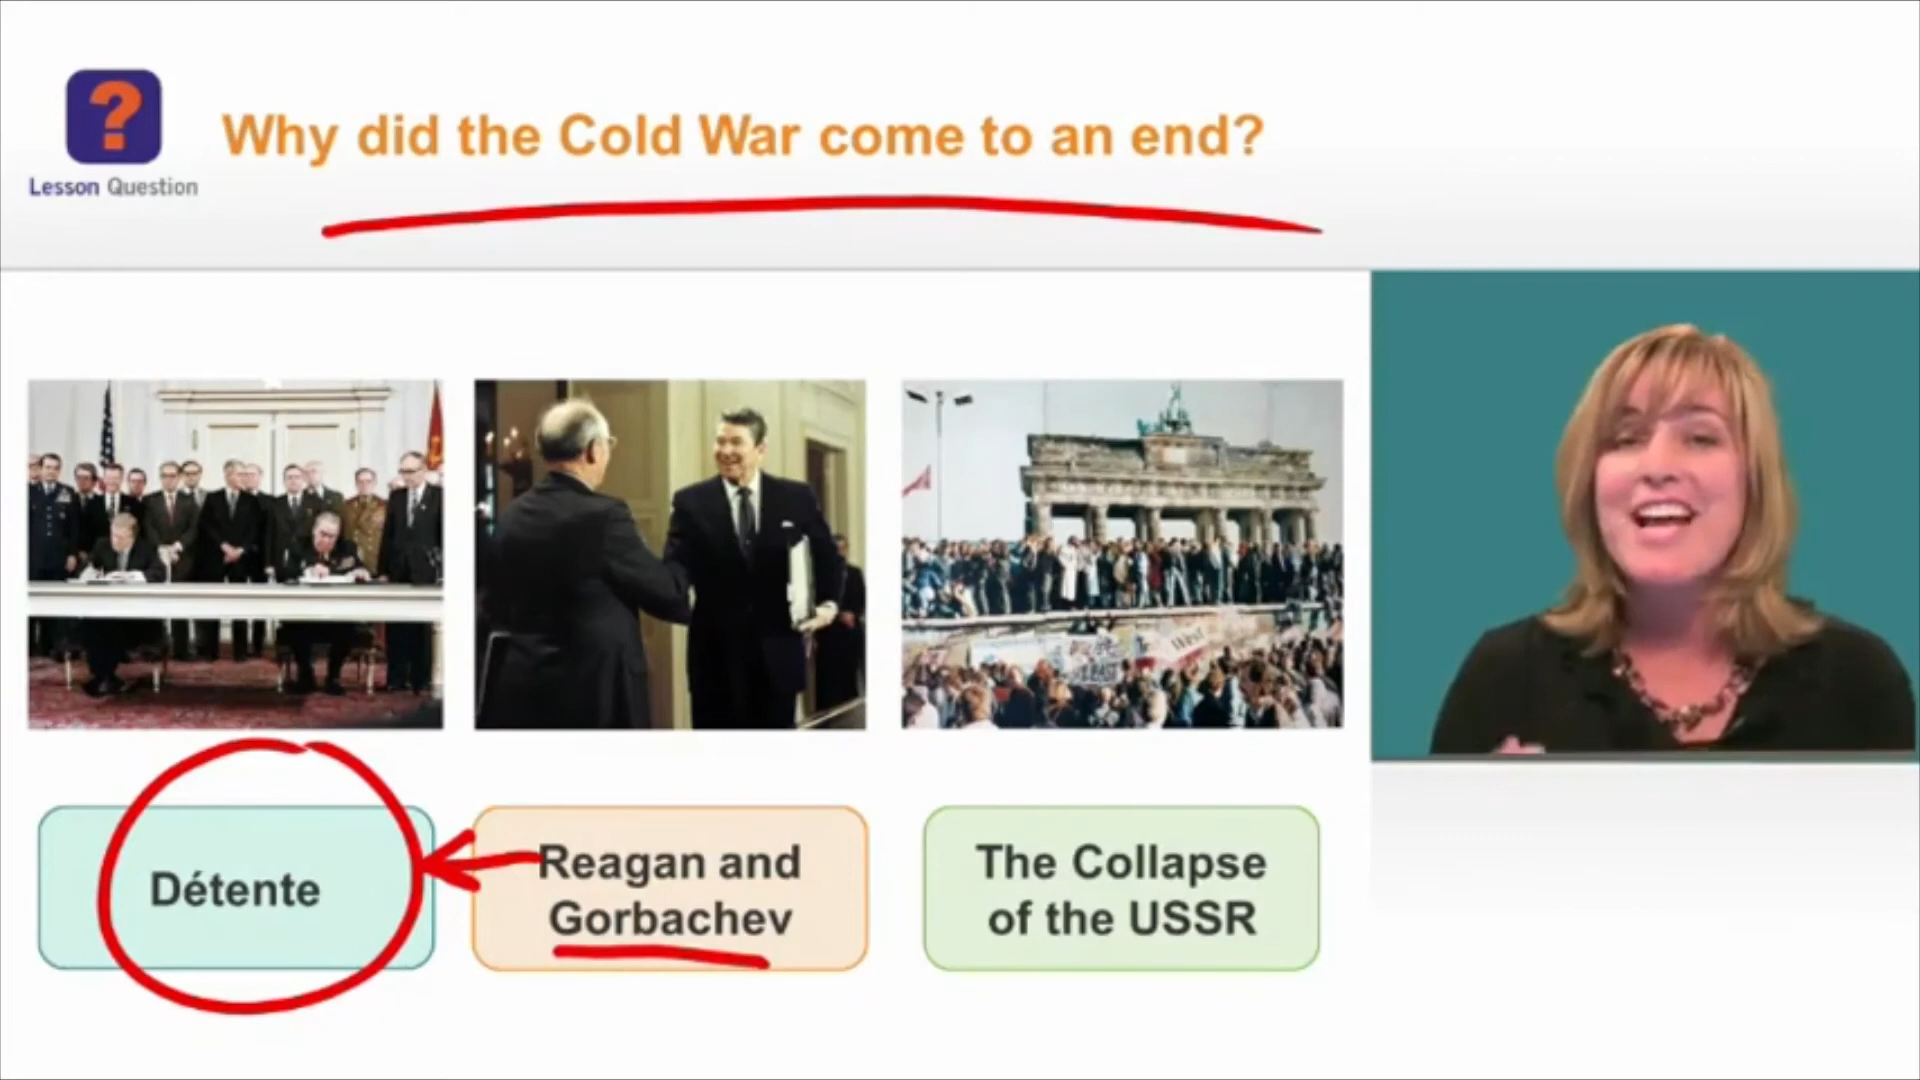 ?
Lesson Question
Why did the Cold War come to an end?
West
Détente
Reagan and
Gorbachev
The Collapse
of the USSR